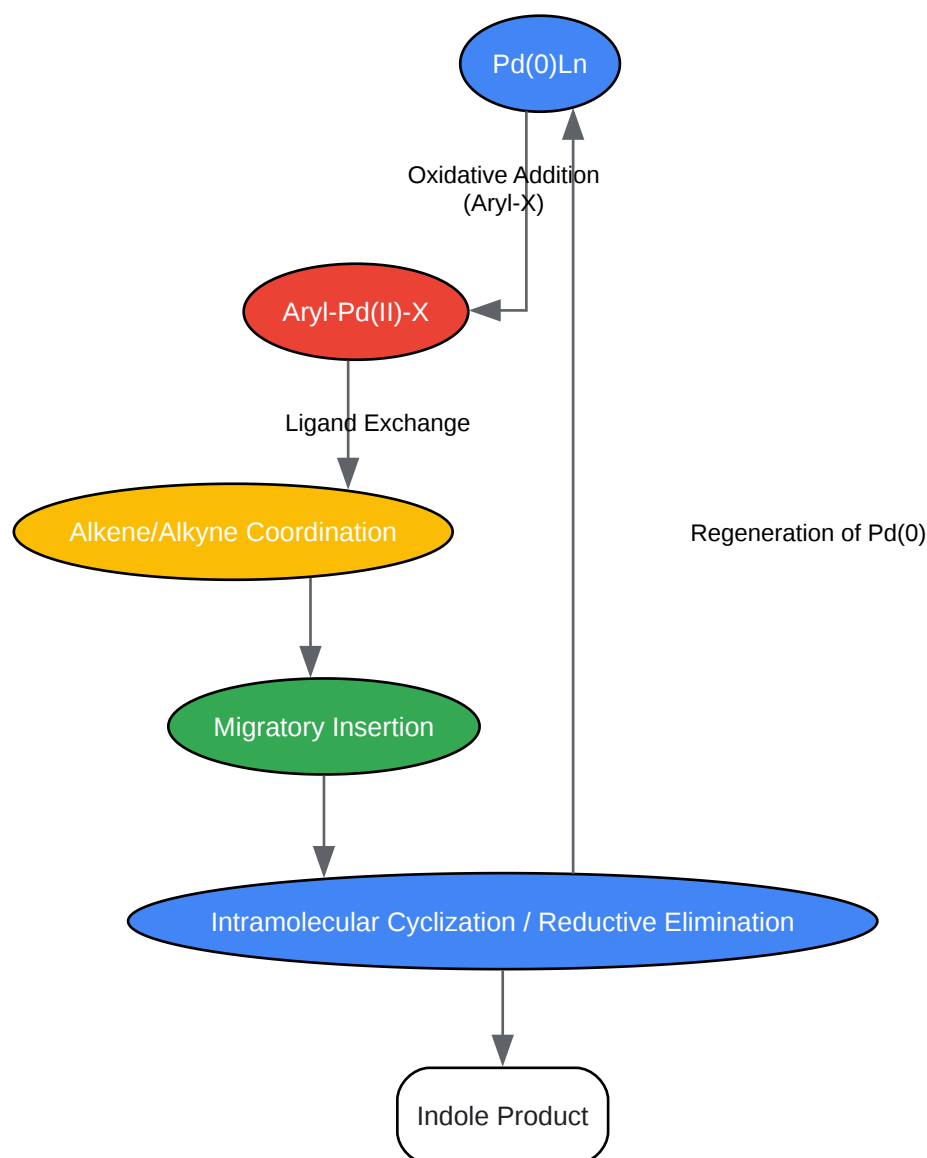 Pd(0)Ln
Oxidative Addition
(Aryl-X)
Aryl-Pd(II)-X
Ligand Exchange
Alkene/Alkyne Coordination
Regeneration of Pd(0)
Migratory Insertion
Intramolecular Cyclization / Reductive Elimination
Indole Product